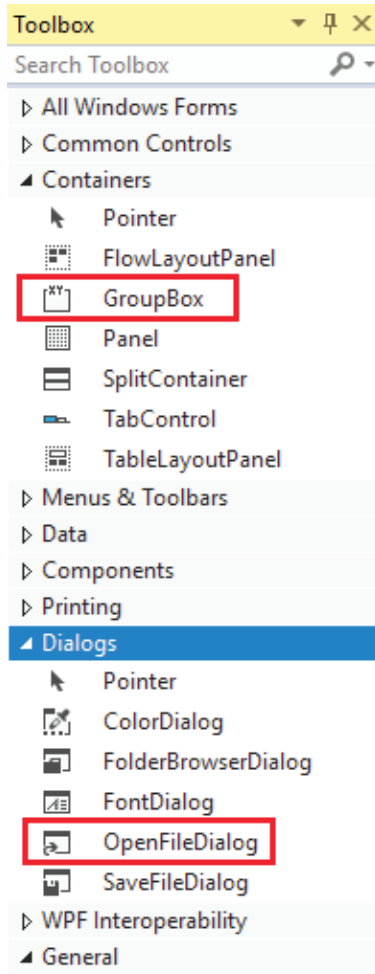 Toolbox
Search Toolbox
All Windows Forms
Common Controls
Containers
Pointer
FlowLayoutPanel
XY
GroupBox
Panel
SplitContainer
TabControl
TableLayoutPanel
Menus & Toolbars
Data
Components
Printing
Dialogs
Pointer
ColorDialog
FolderBrowserDialog
FontDialog
OpenFileDialog
SaveFileDialog
WPF Interoperability
General